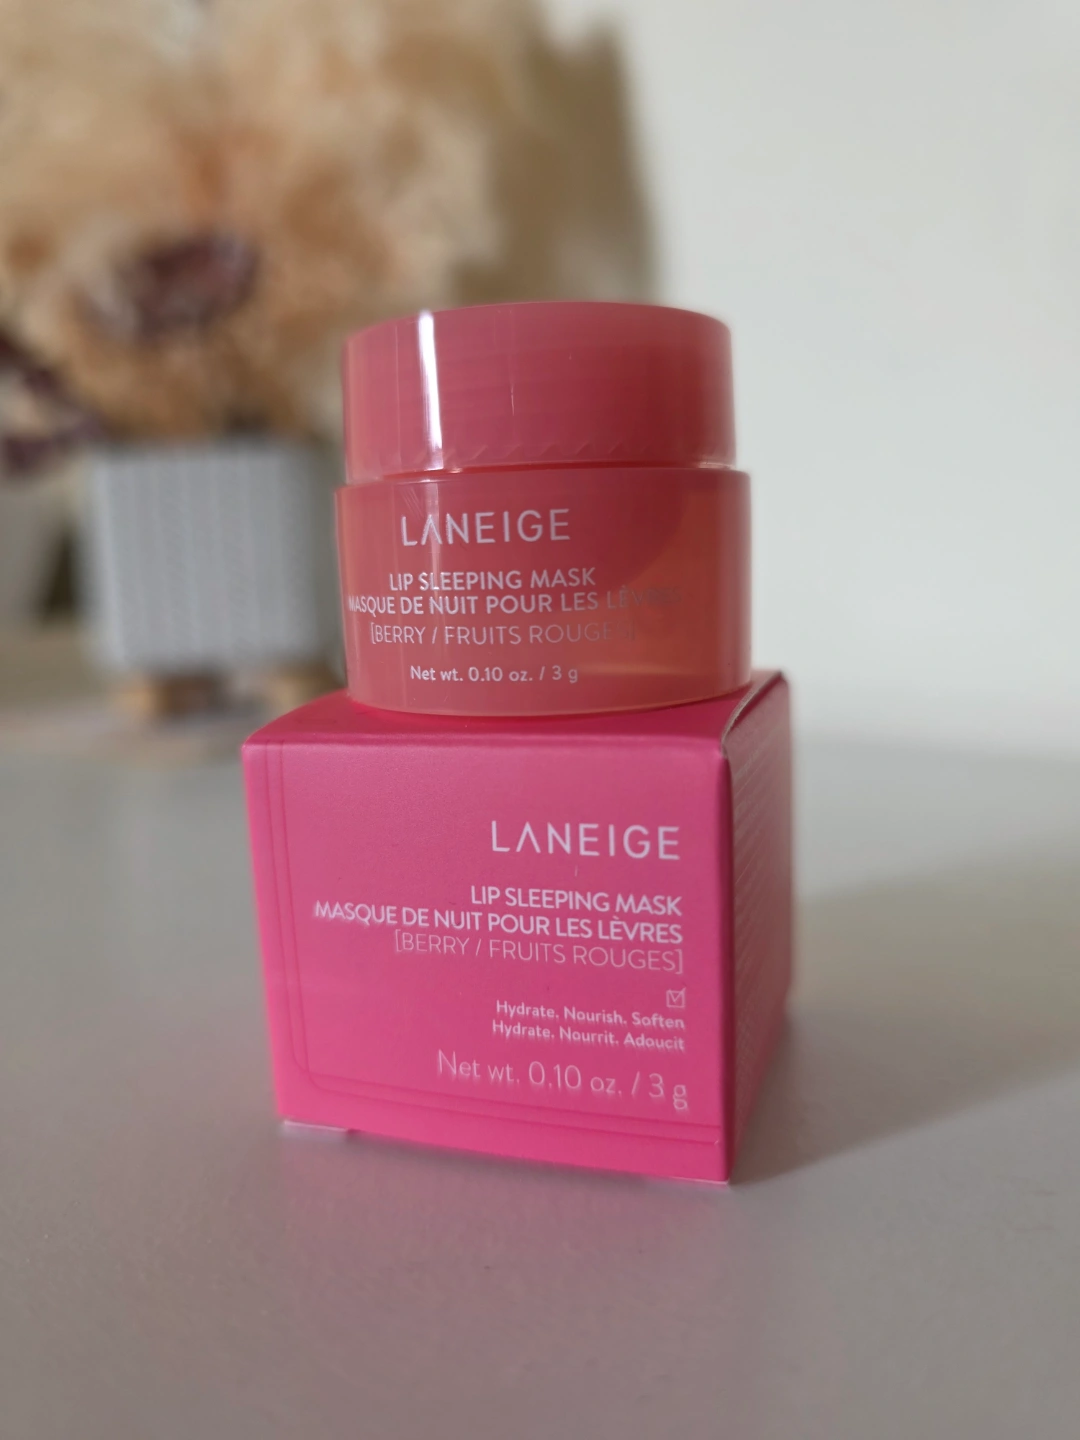 LANEIGE
LIP SLEEPING MASK
MASQUE DE NUIT POUR LES LÈVRES
[BERRY / FRUITS ROUGES]
Net wt. 0.10 oz. / 3 g
LANEIGE
LIP SLEEPING MASK
MASQUE DE NUIT POUR LES LÈVRES
[BERRY / FRUITS ROUGES]
Hydrate. Nourish. Soften
Hydrate. Nourrit. Adoucit
Net wt. 0.10 oz. / 3 g